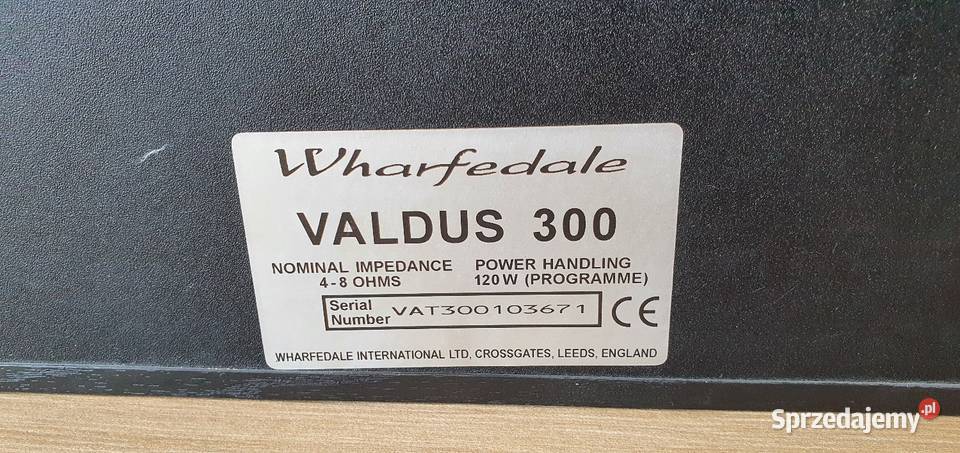 Wharfedale
VALDUS 300
NOMINAL IMPEDANCE POWER HANDLING
4-8 OHMS 120W (PROGRAMME)
Serial Number VAT300103671 CE
WHARFEDALE INTERNATIONAL LTD, CROSSGATES, LEEDS, ENGLAND
Sprzedajemy.pl